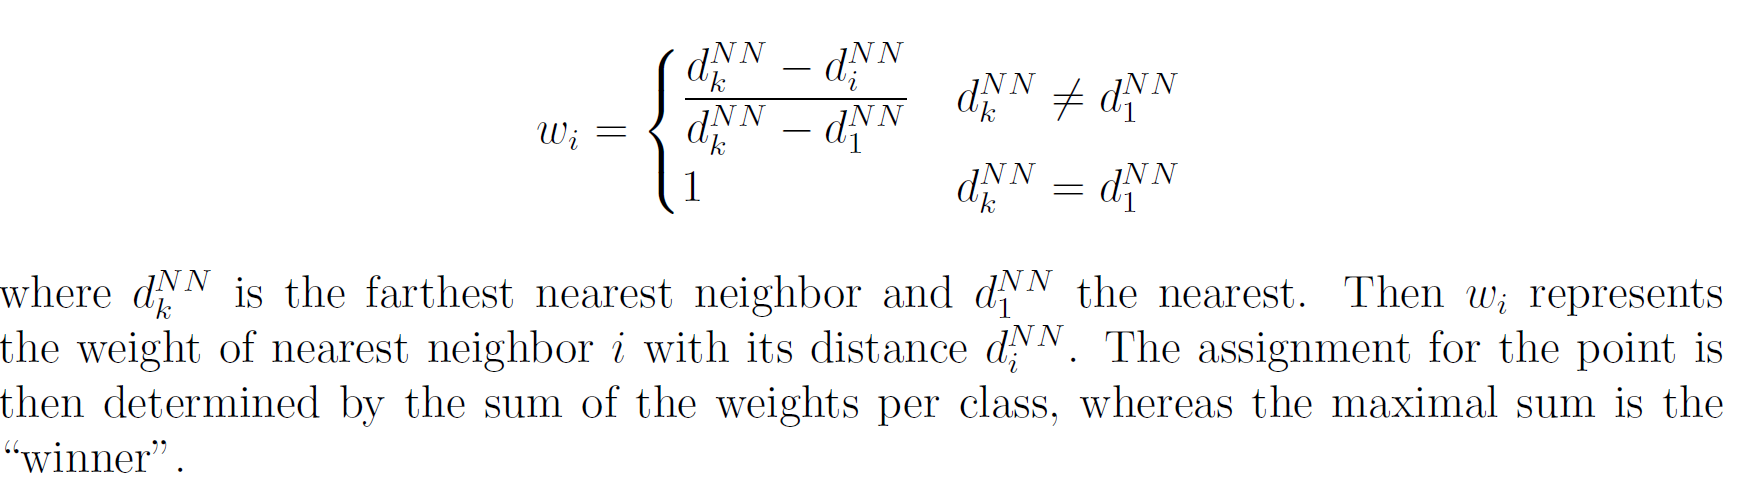 w_i = { (d_k^{NN} − d_i^{NN}) / (d_k^{NN} − d_1^{NN})   d_k^{NN} ≠ d_1^{NN}
1   d_k^{NN} = d_1^{NN}
where d_k^{NN} is the farthest nearest neighbor and d_1^{NN} the nearest. Then w_i represents
the weight of nearest neighbor i with its distance d_i^{NN}. The assignment for the point is
then determined by the sum of the weights per class, whereas the maximal sum is the
“winner”.